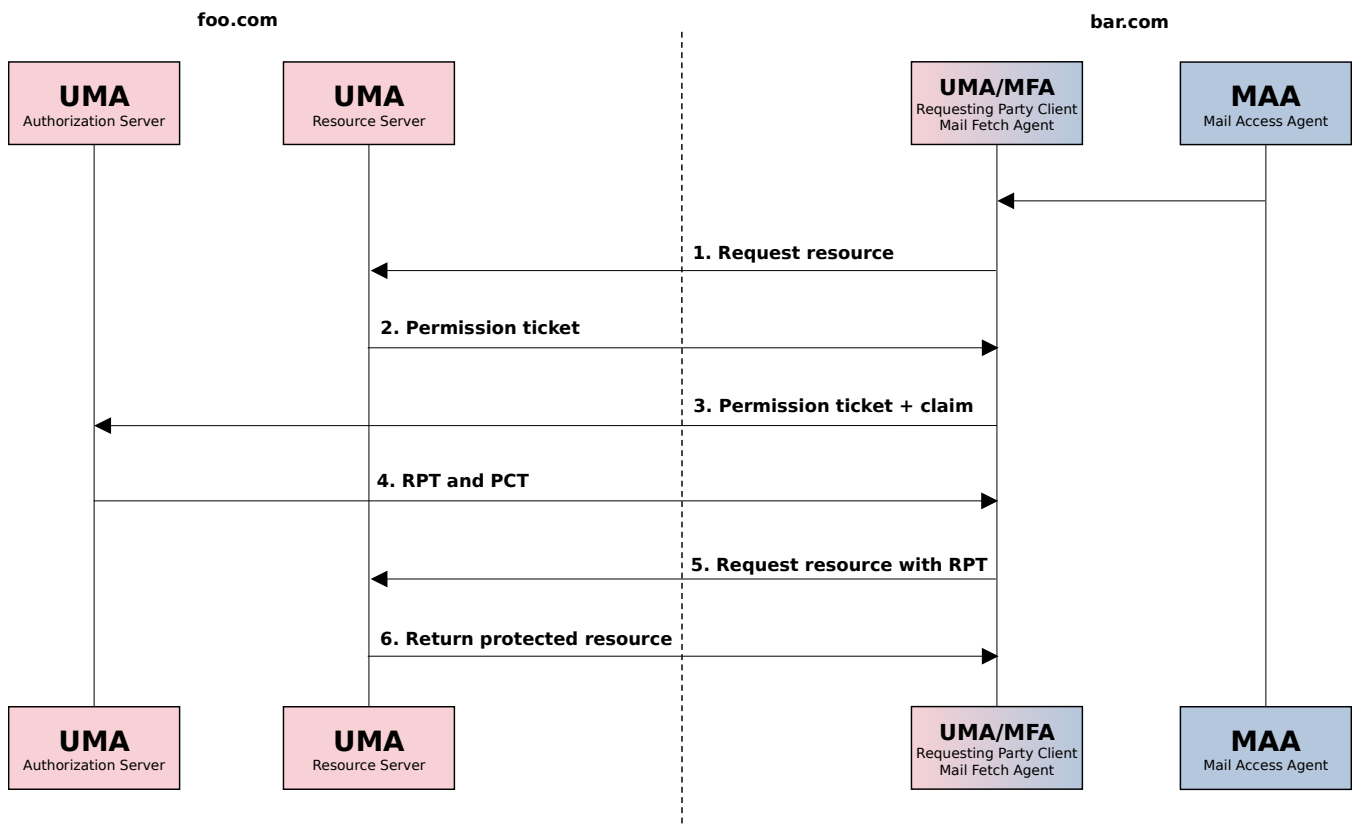 foo.com
bar.com
UMA
Authorization Server
UMA
Resource Server
UMA/MFA
Requesting Party Client
Mail Fetch Agent
MAA
Mail Access Agent
1. Request resource
2. Permission ticket
3. Permission ticket + claim
4. RPT and PCT
5. Request resource with RPT
6. Return protected resource
UMA
Authorization Server
UMA
Resource Server
UMA/MFA
Requesting Party Client
Mail Fetch Agent
MAA
Mail Access Agent